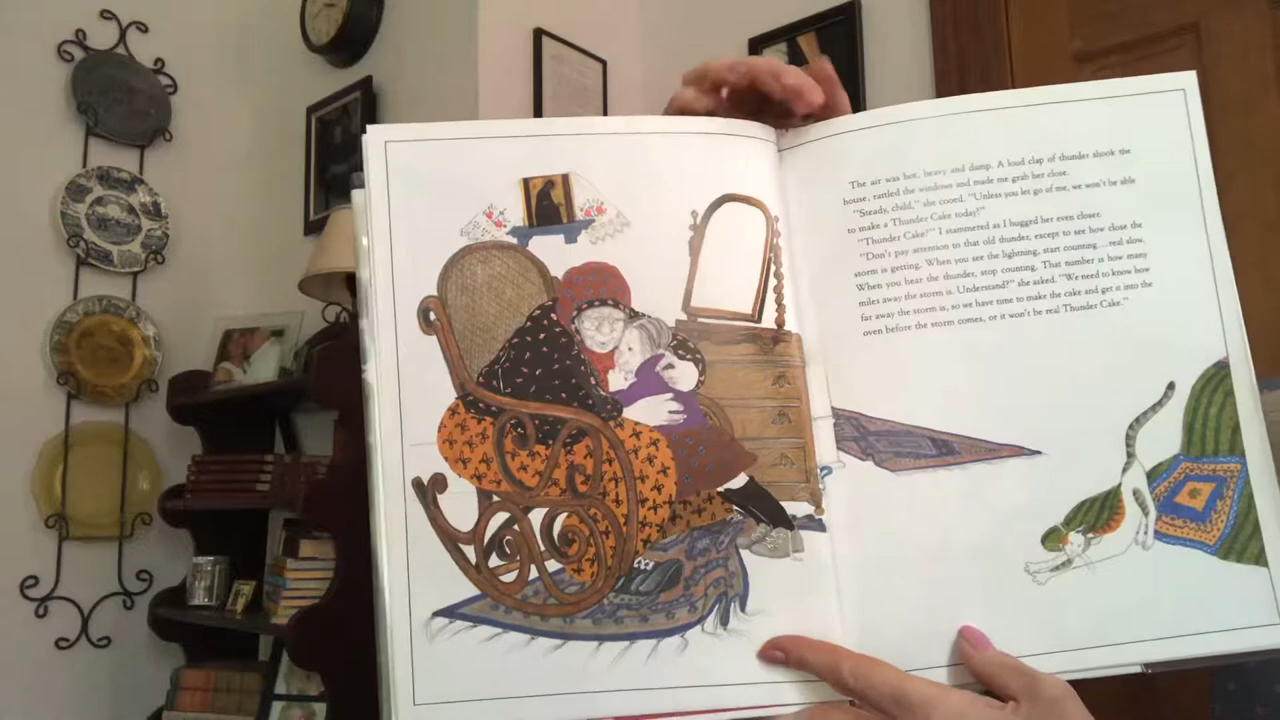 The air was hot, heavy and damp. A loud clap of thunder shook the
house, rattled the windows and made me grab her close.
"Steady, child," she cooed. "Unless you let go of me, we won't be able
to make a Thunder Cake today!"
"Thunder Cake?" I stammered as I hugged her even closer.
"Don't pay attention to that old thunder, except to see how close the
storm is getting. When you see the lightning, start counting...real slow.
When you hear the thunder, stop counting. That number is how many
miles away the storm is. Understand?" she asked. "We need to know how
far away the storm is, so we have time to make the cake and get it into the
oven before the storm comes, or it won't be real Thunder Cake."